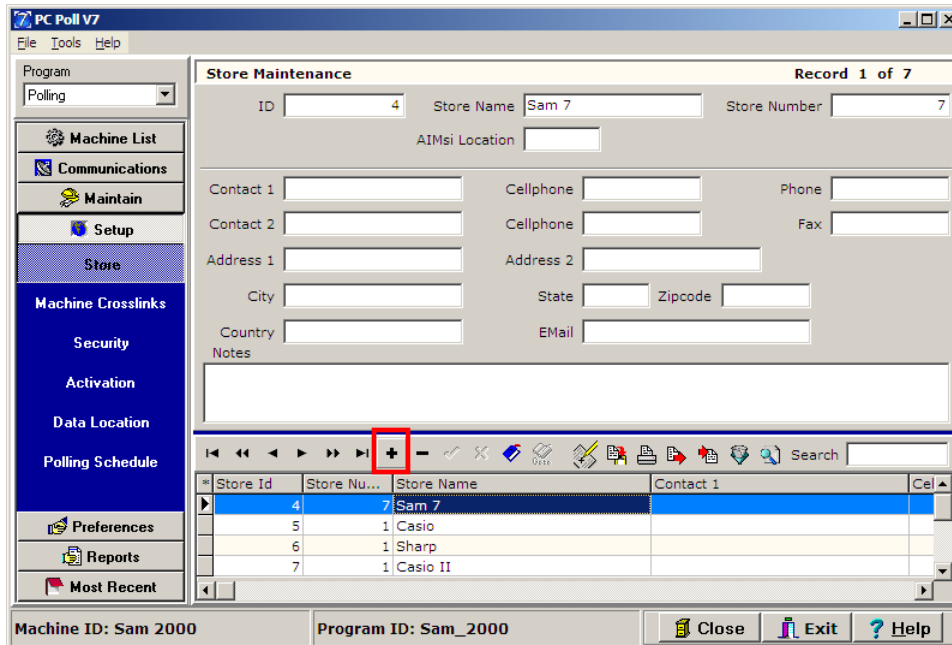 PC Poll V7
File Tools Help
Program
Polling
Machine List
Communications
Maintain
Setup
Store
Machine Crosslinks
Security
Activation
Data Location
Polling Schedule
Preferences
Reports
Most Recent
Store Maintenance Record 1 of 7
ID 4 Store Name Sam 7 Store Number 7
AIMsi Location
Contact 1 Cellphone Phone
Contact 2 Cellphone Fax
Address 1 Address 2
City State Zipcode
Country EMail
Notes
Goto Search
* Store Id Store Nu... Store Name Contact 1 Cel
4 7 Sam 7
5 1 Casio
6 1 Sharp
7 1 Casio II
Machine ID: Sam 2000 Program ID: Sam_2000 Close Exit ? Help